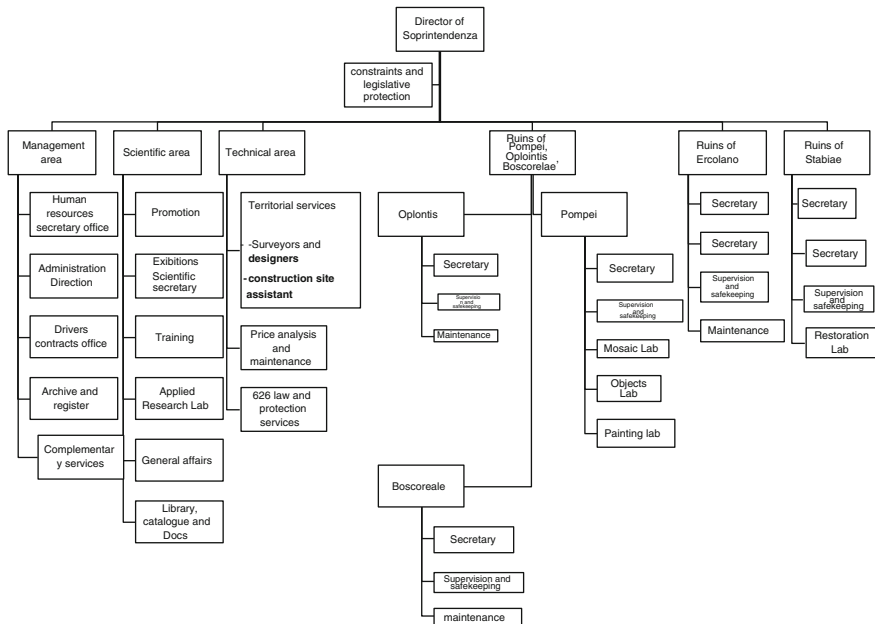 Director of
Soprintendenza
constraints and
legislative
protection
Management
area
Scientific area
Technical area
Ruins of
Pompei,
Oplointis
Boscorelae,
Ruins of
Ercolano
Ruins of
Stabiae
Human
resources
secretary office
Administration
Direction
Drivers
contracts office
Archive and
register
Complementar
y services
Promotion
Exibitions
Scientific
secretary
Training
Applied
Research Lab
General affairs
Library,
catalogue and
Docs
Territorial services
- -Surveyors and
designers
-construction site
assistant
Price analysis
and
maintenance
626 law and
protection
services
Oplontis
Secretary
Supervisio
n and
safekeeping
Maintenance
Pompei
Secretary
Supervision
and
safekeeping
Mosaic Lab
Objects
Lab
Painting lab
Boscoreale
Secretary
Supervision and
safekeeping
maintenance
Secretary
Secretary
Supervision
and
safekeeping
Maintenance
Secretary
Secretary
Supervision
and
safekeeping
Restoration
Lab